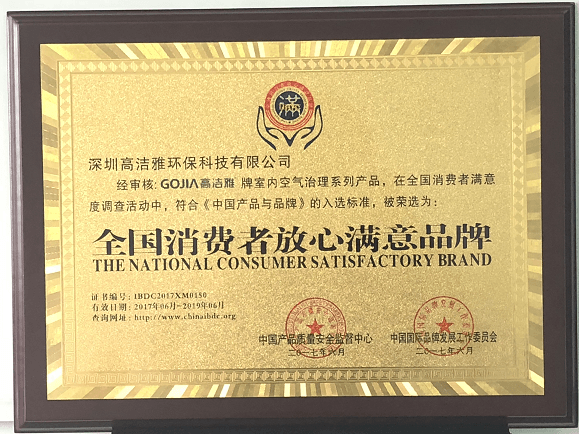 满
深圳高洁雅环保科技有限公司
经审核: GOJIA高洁雅 牌室内空气治理系列产品，在全国消费者满意
度调查活动中，符合《中国产品与品牌》的入选标准，被荣选为：
全国消费者放心满意品牌
THE NATIONAL CONSUMER SATISFACTORY BRAND
证书编号: IBDC2017XM0150
有效日期: 2017年06月-2019年06月
查询网址: http://www.chinaibdc.org
中国产品质量安全监督中心
二〇一七年六月
中国国际品牌发展工作委员会
二〇一七年六月